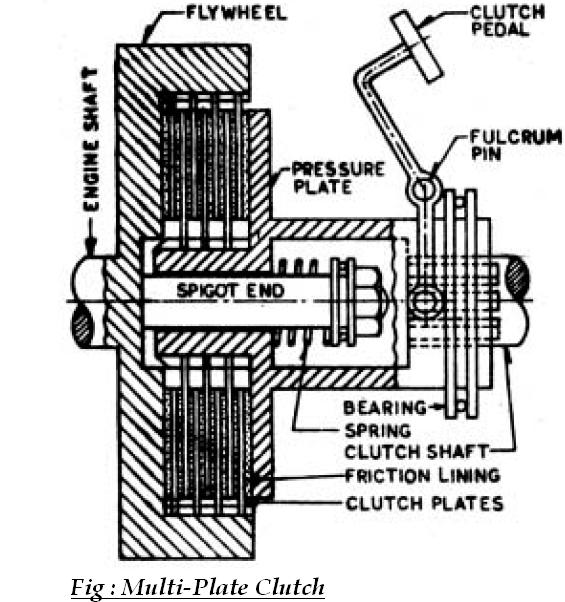 FLYWHEEL
CLUTCH
PEDAL
ENGINE SHAFT
FULCRUM
PIN
PRESSURE
PLATE
SPIGOT END
BEARING
SPRING
CLUTCH SHAFT
FRICTION LINING
CLUTCH PLATES
Fig : Multi-Plate Clutch